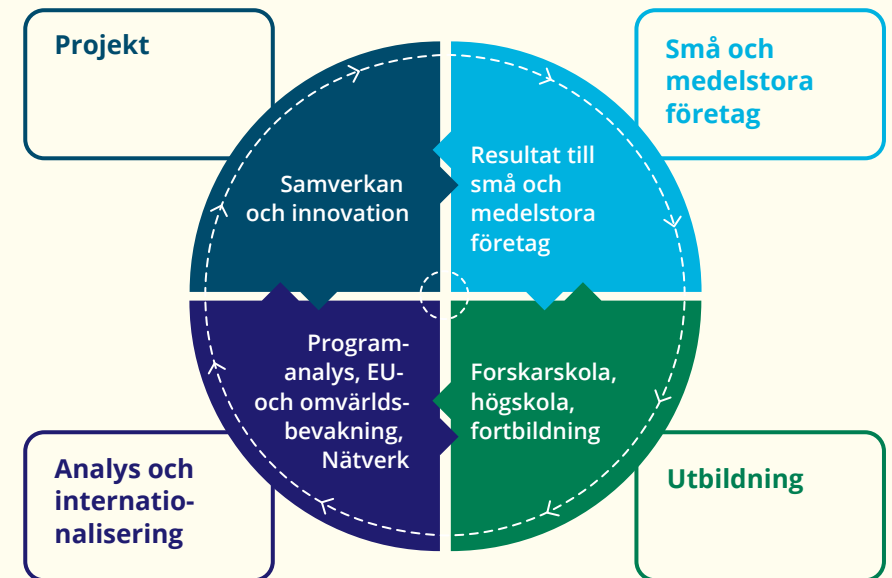 Projekt
Små och
medelstora
företag
Samverkan
och innovation
Resultat till
små och
medelstora
företag
Program-
analys, EU-
och omvärlds-
bevakning,
Nätverk
Forskarskola,
högskola,
fortbildning
Analys och
internatio-
nalisering
Utbildning